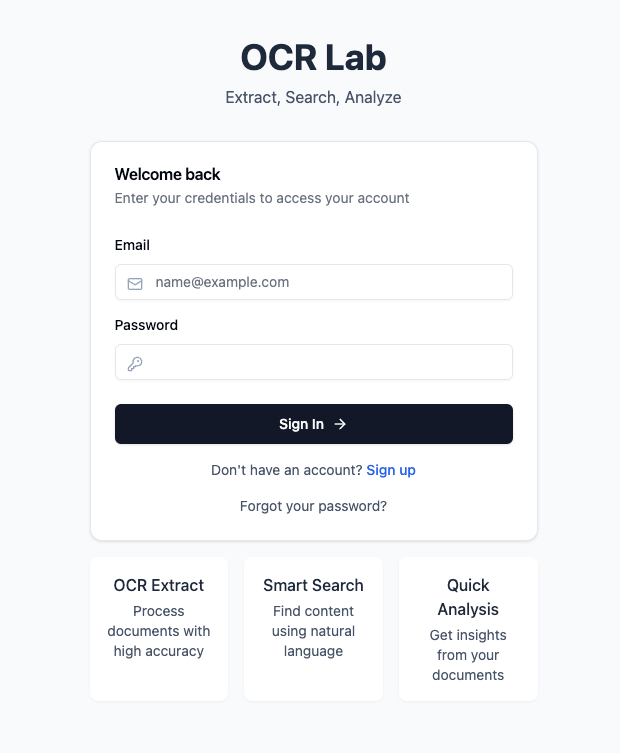 OCR Lab
Extract, Search, Analyze
Welcome back
Enter your credentials to access your account
Email
name@example.com
Password
Sign In
Don't have an account? Sign up
Forgot your password?
OCR Extract
Process
documents with
high accuracy
Smart Search
Find content
using natural
language
Quick
Analysis
Get insights
from your
documents